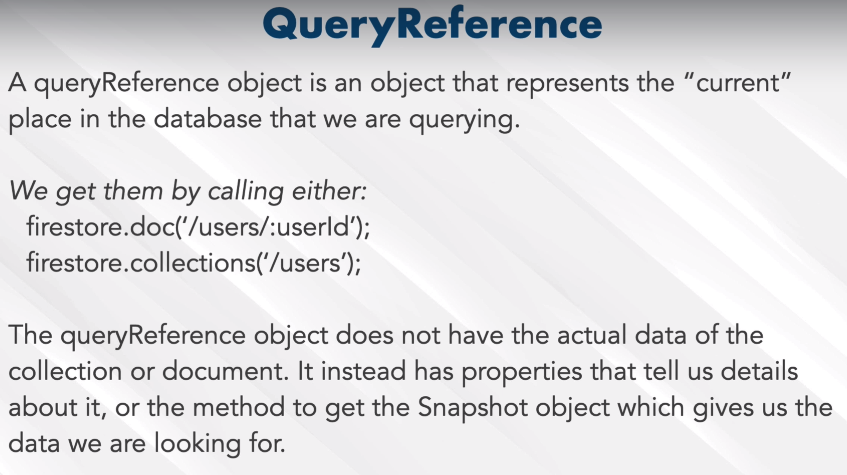 QueryReference
A queryReference object is an object that represents the “current”
place in the database that we are querying.
We get them by calling either:
firestore.doc(‘/users/:userId’);
firestore.collections(‘/users’);
The queryReference object does not have the actual data of the
collection or document. It instead has properties that tell us details
about it, or the method to get the Snapshot object which gives us the
data we are looking for.